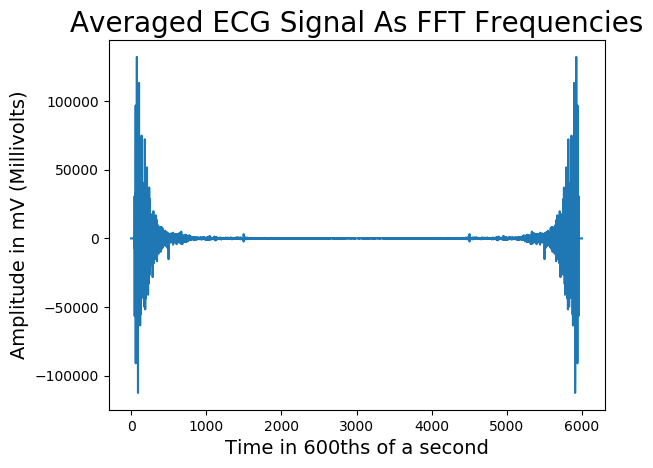 Averaged ECG Signal As FFT Frequencies
Amplitude in mV (Millivolts)
100000
50000
0
−50000
−100000
0 1000 2000 3000 4000 5000 6000
Time in 600ths of a second